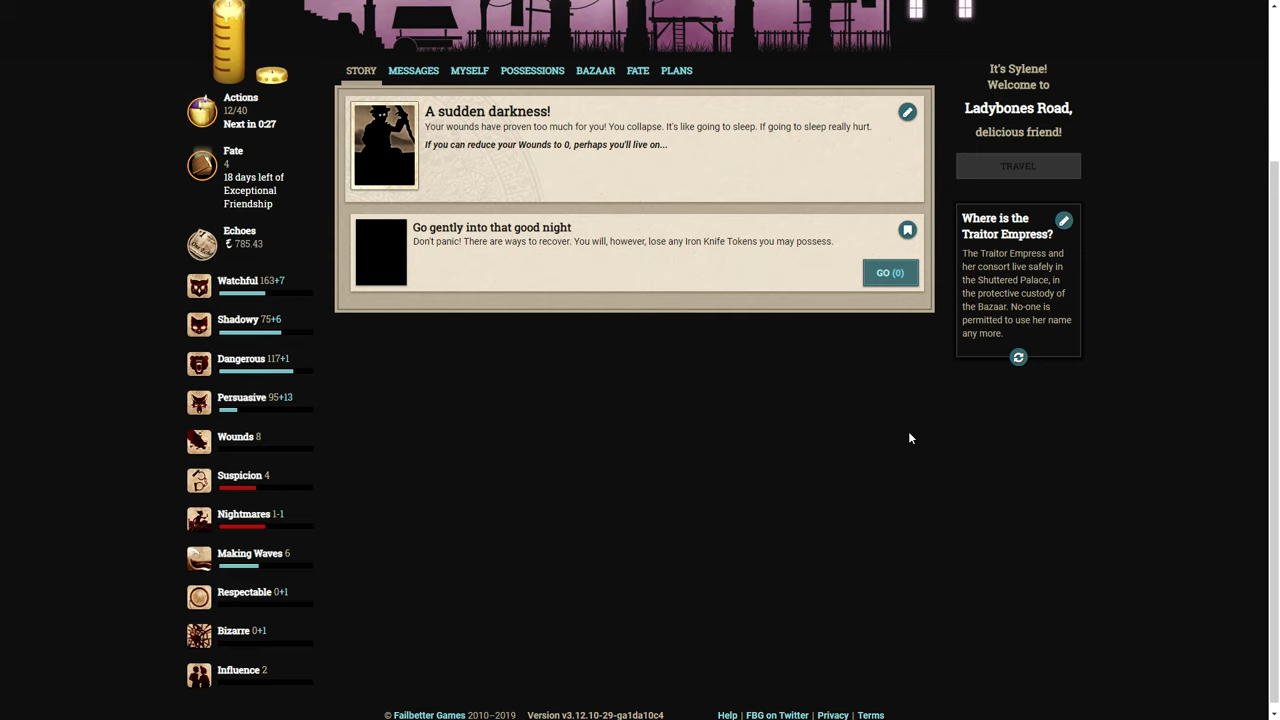 Actions
12/40
Next in 0:27
Fate
4
18 days left of
Exceptional
Friendship
Echoes
785.43
Watchful 163+7
Shadowy 75+6
Dangerous 117+1
Persuasive 95+13
Wounds 8
Suspicion 4
Nightmares 1-1
Making Waves 6
Respectable 0+1
Bizarre 0+1
Influence 2
STORY MESSAGES MYSELF POSSESSIONS BAZAAR FATE PLANS
A sudden darkness!
Your wounds have proven too much for you! You collapse. It's like going to sleep. If going to sleep really hurt.
If you can reduce your Wounds to 0, perhaps you'll live on...
Go gently into that good night
Don't panic! There are ways to recover. You will, however, lose any Iron Knife Tokens you may possess.
GO (0)
It's Sylene!
Welcome to
Ladybones Road,
delicious friend!
TRAVEL
Where is the
Traitor Empress?
The Traitor Empress and
her consort live safely in
the Shuttered Palace, in
the protective custody of
the Bazaar. No-one is
permitted to use her name
any more.
© Failbetter Games 2010–2019 Version v3.12.10-29-ga1da10c4 Help | FBG on Twitter | Privacy | Terms